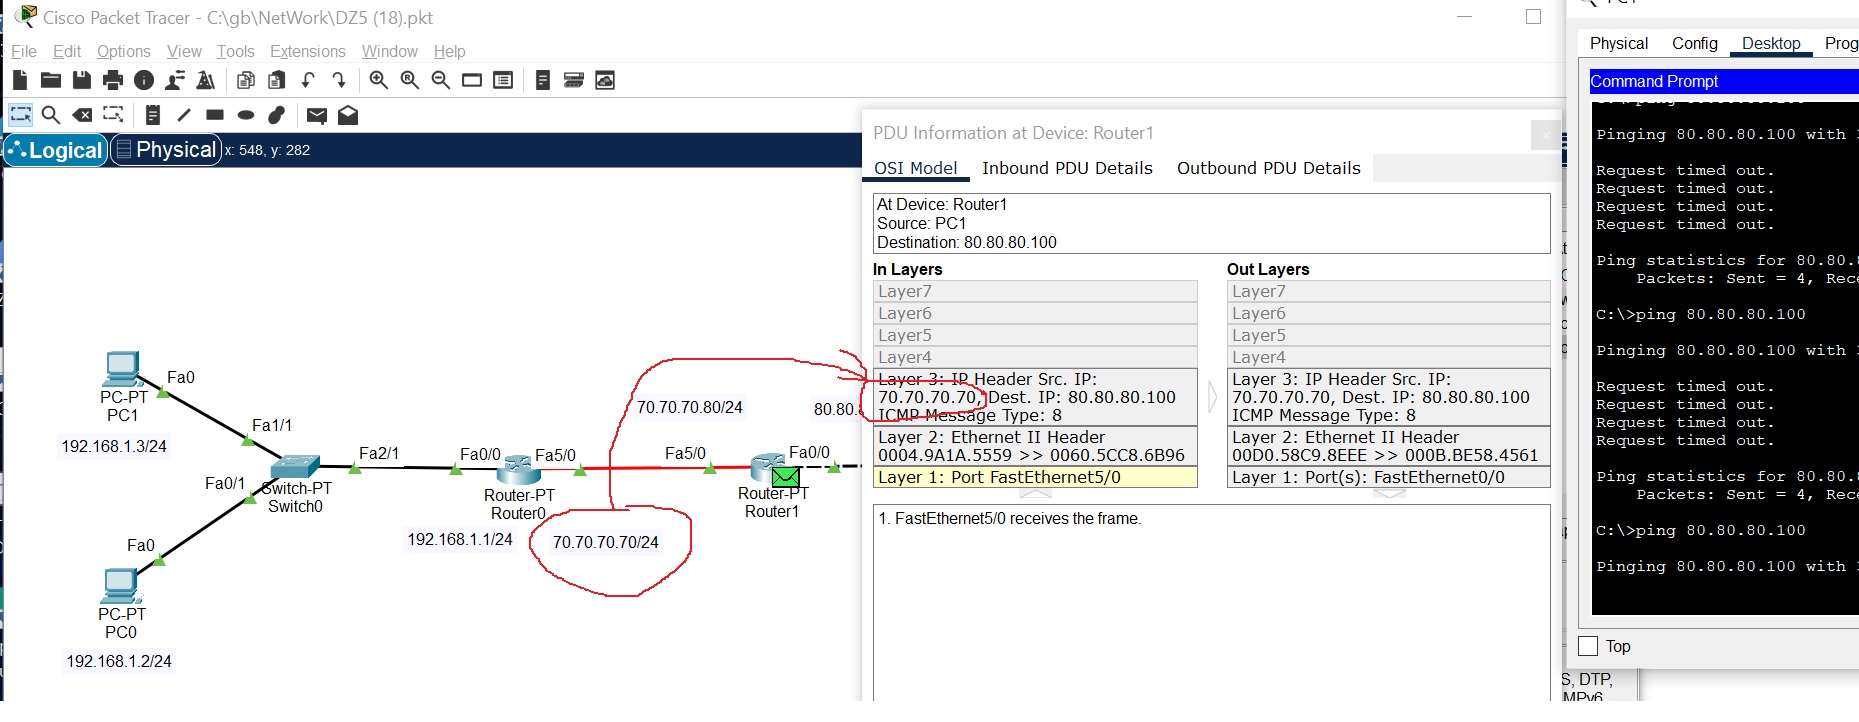 Cisco Packet Tracer - C:\gb\NetWork\DZ5 (18).pkt
File Edit Options View Tools Extensions Window Help
Logical Physical x: 548, y: 282
PC-PT
PC1
Fa0
192.168.1.3/24
Fa1/1
Fa2/1
Fa0/1
Switch-PT
Switch0
Fa0
PC-PT
PC0
192.168.1.2/24
Fa0/0
Fa5/0
Router-PT
Router0
192.168.1.1/24
70.70.70.70/24
70.70.70.80/24
80.80.
Fa5/0
Fa0/0
Router-PT
Router1
PDU Information at Device: Router1
OSI Model Inbound PDU Details Outbound PDU Details
At Device: Router1
Source: PC1
Destination: 80.80.80.100
In Layers
Layer7
Layer6
Layer5
Layer4
Layer 3: IP Header Src. IP:
70.70.70.70, Dest. IP: 80.80.80.100
ICMP Message Type: 8
Layer 2: Ethernet II Header
0004.9A1A.5559 >> 0060.5CC8.6B96
Layer 1: Port FastEthernet5/0
Out Layers
Layer7
Layer6
Layer5
Layer4
Layer 3: IP Header Src. IP:
70.70.70.70, Dest. IP: 80.80.80.100
ICMP Message Type: 8
Layer 2: Ethernet II Header
00D0.58C9.8EEE >> 000B.BE58.4561
Layer 1: Port(s): FastEthernet0/0
1. FastEthernet5/0 receives the frame.
Physical Config Desktop Prog
Command Prompt
Pinging 80.80.80.100 with
Request timed out.
Request timed out.
Request timed out.
Request timed out.
Ping statistics for 80.80.
Packets: Sent = 4, Rece
C:\>ping 80.80.80.100
Pinging 80.80.80.100 with
Request timed out.
Request timed out.
Request timed out.
Request timed out.
Ping statistics for 80.80.
Packets: Sent = 4, Rece
C:\>ping 80.80.80.100
Pinging 80.80.80.100 with
Top
S, DTP,